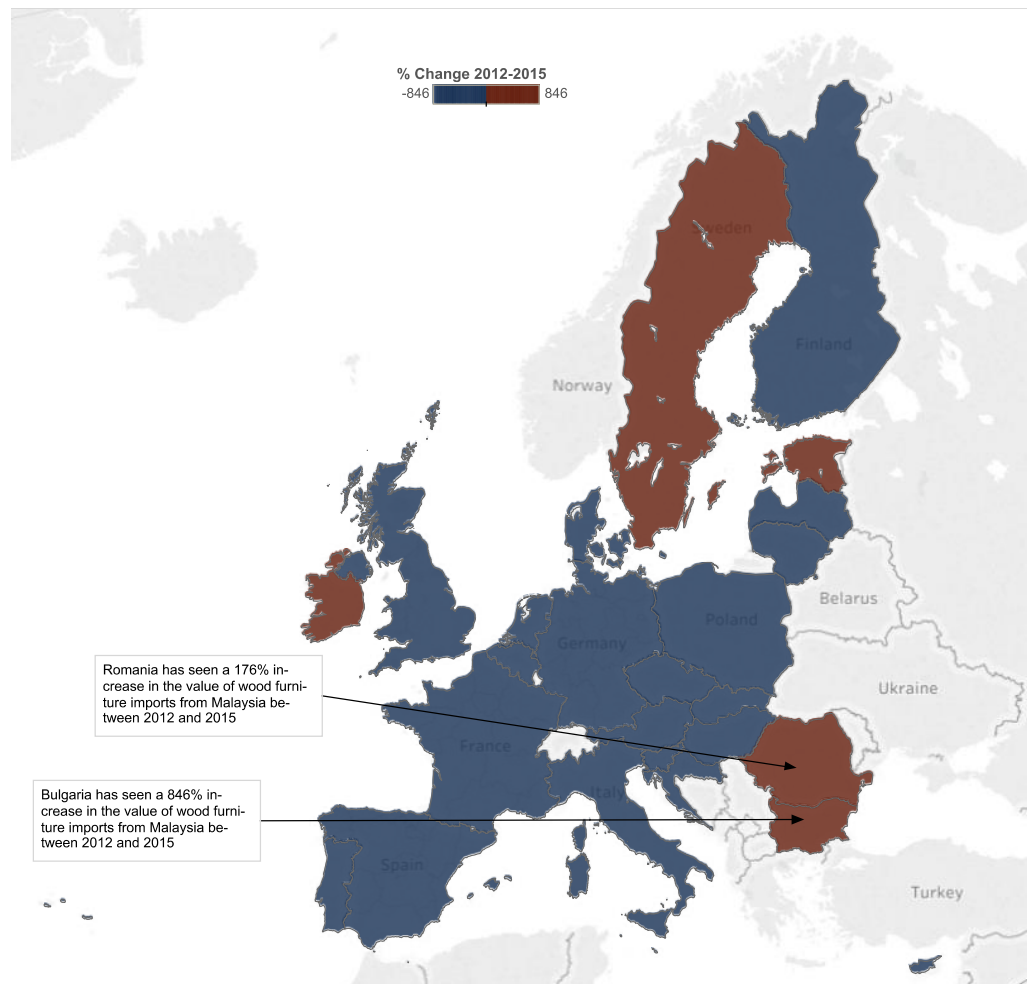 % Change 2012-2015
-846 846
Sweden
Finland
Norway
Belarus
Poland
Germany
Ukraine
Romania has seen a 176% in-
crease in the value of wood furni-
ture imports from Malaysia be-
tween 2012 and 2015
France
Italy
Bulgaria has seen a 846% in-
crease in the value of wood furni-
ture imports from Malaysia be-
tween 2012 and 2015
Spain
Turkey